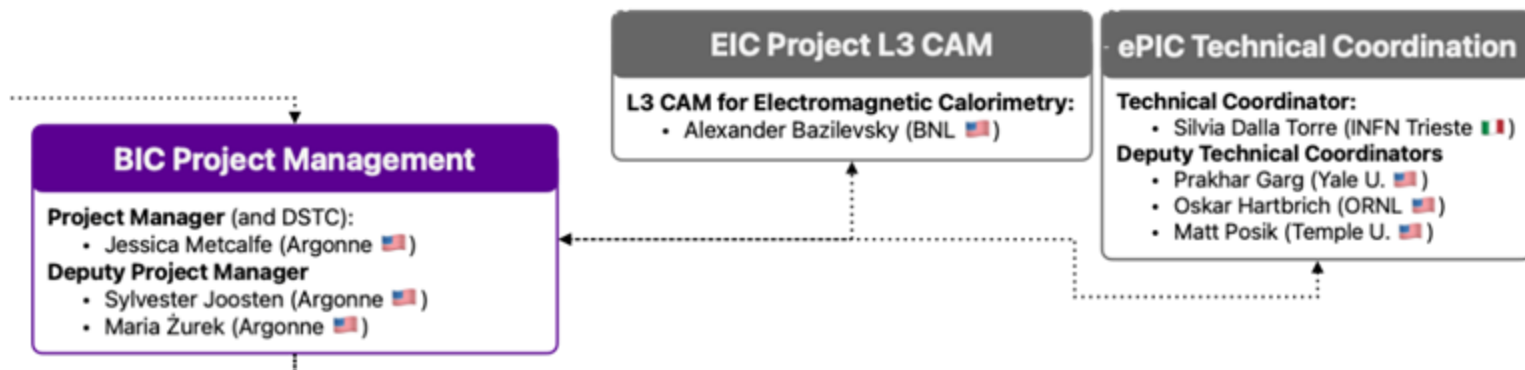 EIC Project L3 CAM
L3 CAM for Electromagnetic Calorimetry:
• Alexander Bazilevsky (BNL 🇺🇸)
ePIC Technical Coordination
Technical Coordinator:
• Silvia Dalla Torre (INFN Trieste 🇮🇹)
Deputy Technical Coordinators
• Prakhar Garg (Yale U. 🇺🇸)
• Oskar Hartbrich (ORNL 🇺🇸)
• Matt Posik (Temple U. 🇺🇸)
BIC Project Management
Project Manager (and DSTC):
• Jessica Metcalfe (Argonne 🇺🇸)
Deputy Project Manager
• Sylvester Joosten (Argonne 🇺🇸)
• Maria Żurek (Argonne 🇺🇸)